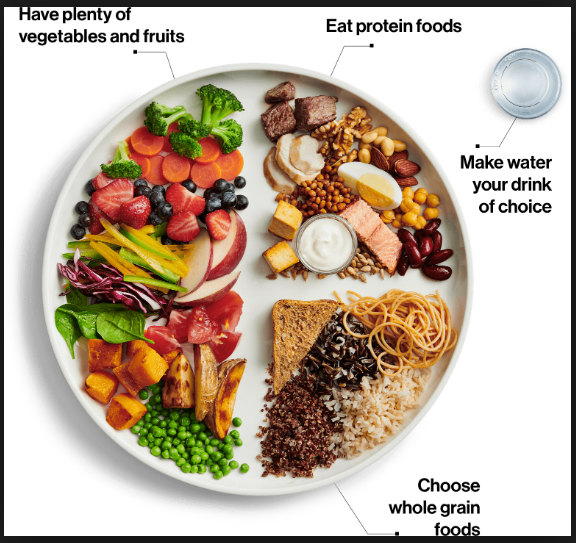 Have plenty of
vegetables and fruits
Eat protein foods
Make water
your drink
of choice
Choose
whole grain
foods